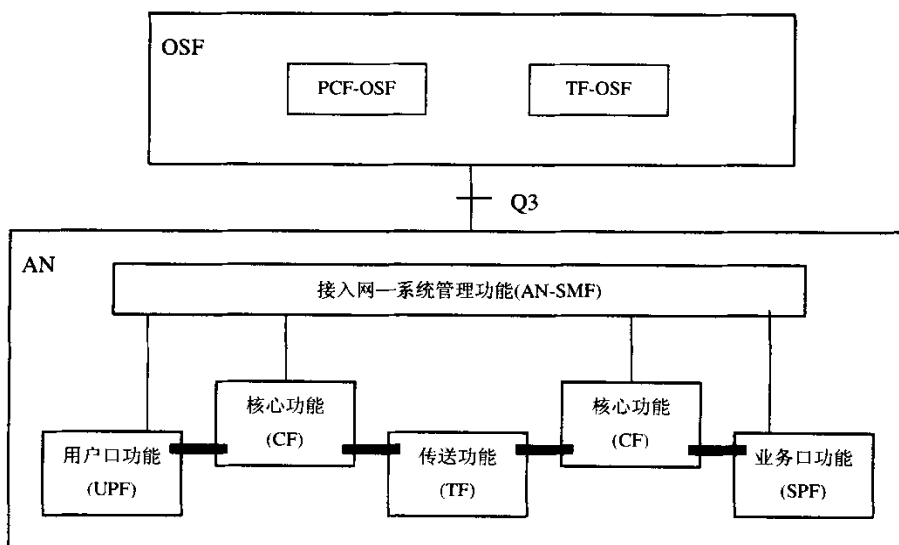 OSF
PCF-OSF
TF-OSF
Q3
AN
接入网—系统管理功能(AN-SMF)
核心功能
(CF)
核心功能
(CF)
用户口功能
(UPF)
传送功能
(TF)
业务口功能
(SPF)